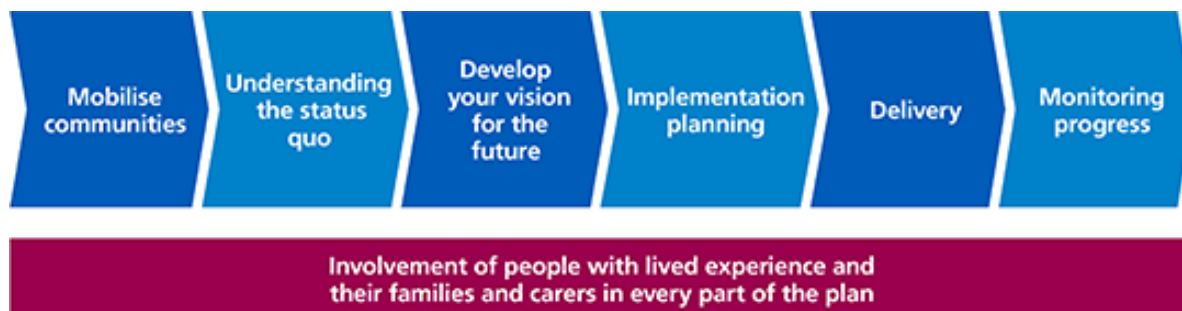 Mobilise
communities
Understanding
the status
quo
Develop
your vision
for the
future
Implementation
planning
Delivery
Monitoring
progress
Involvement of people with lived experience and
their families and carers in every part of the plan